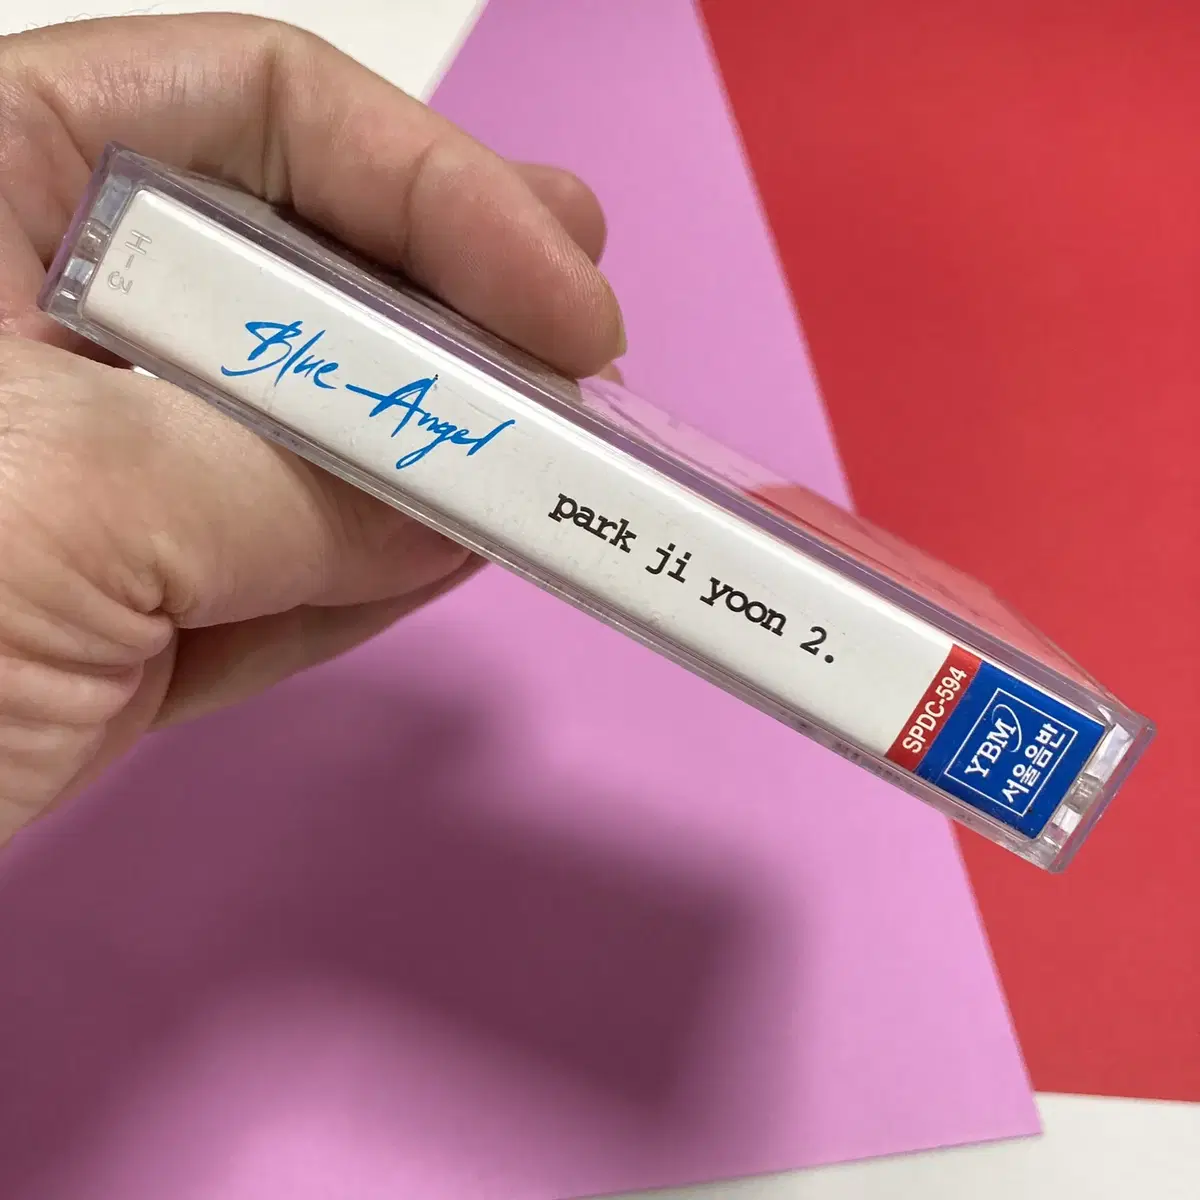 H-3
Blue Angel
park ji yoon 2.
SPDC-594
YBM
서울음반